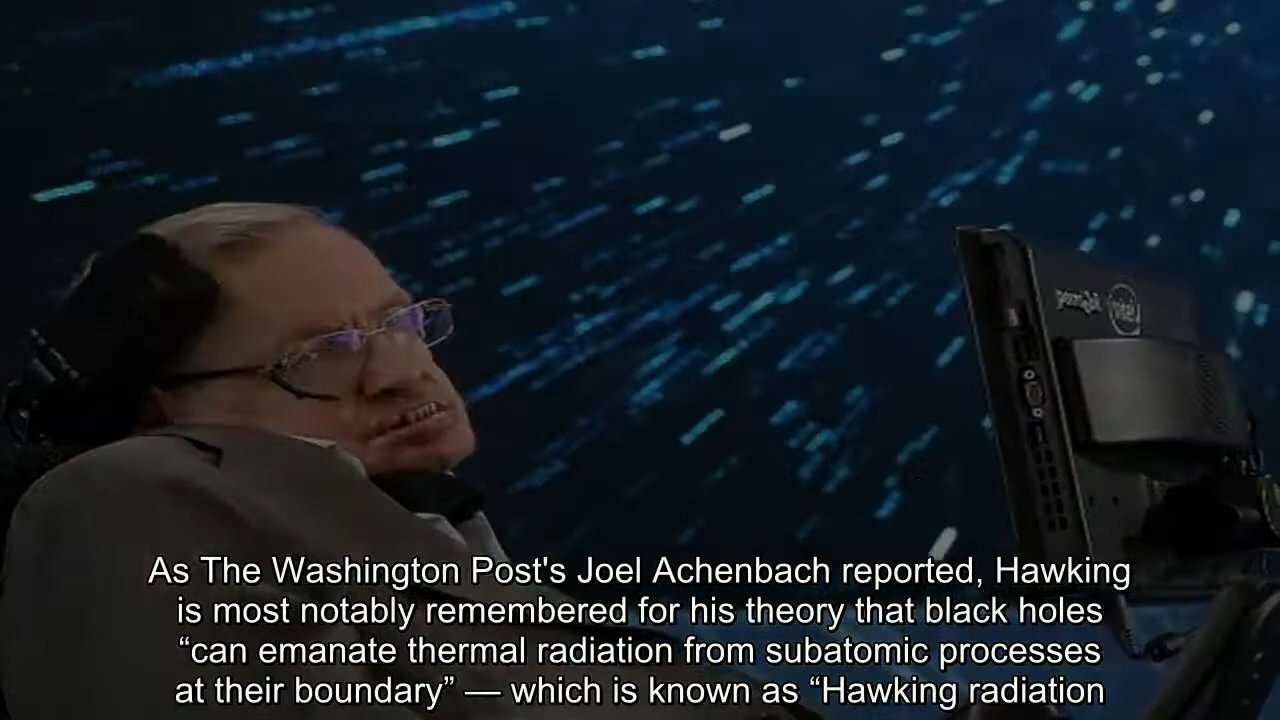 intel
As The Washington Post's Joel Achenbach reported, Hawking
is most notably remembered for his theory that black holes
“can emanate thermal radiation from subatomic processes
at their boundary” — which is known as “Hawking radiation